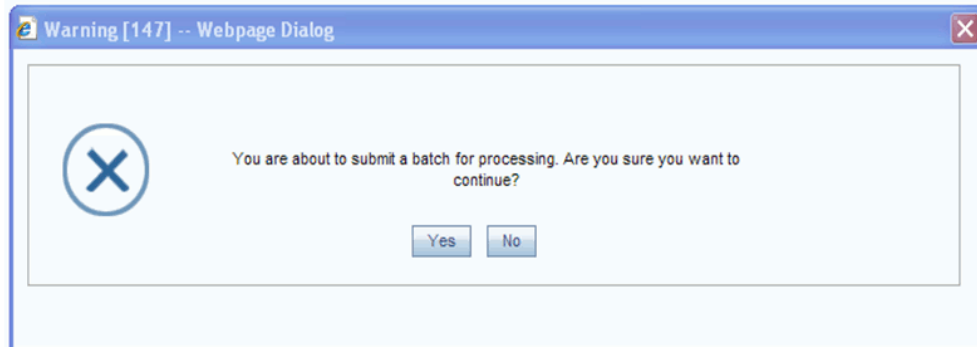 Warning [147] -- Webpage Dialog
You are about to submit a batch for processing. Are you sure you want to
continue?
Yes No